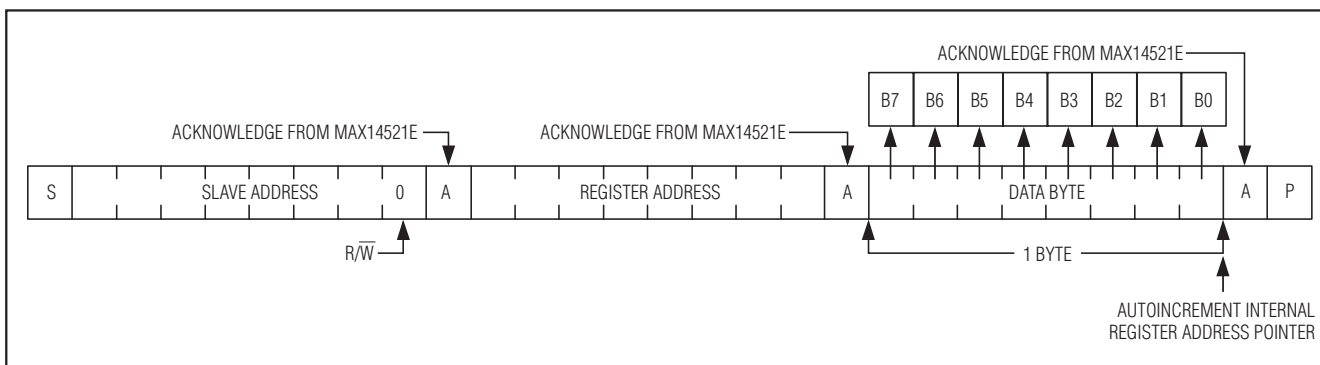 ACKNOWLEDGE FROM MAX14521E
B7 B6 B5 B4 B3 B2 B1 B0
ACKNOWLEDGE FROM MAX14521E ACKNOWLEDGE FROM MAX14521E
S SLAVE ADDRESS 0 A REGISTER ADDRESS A DATA BYTE A P
R/W̅ 1 BYTE
AUTOINCREMENT INTERNAL
REGISTER ADDRESS POINTER